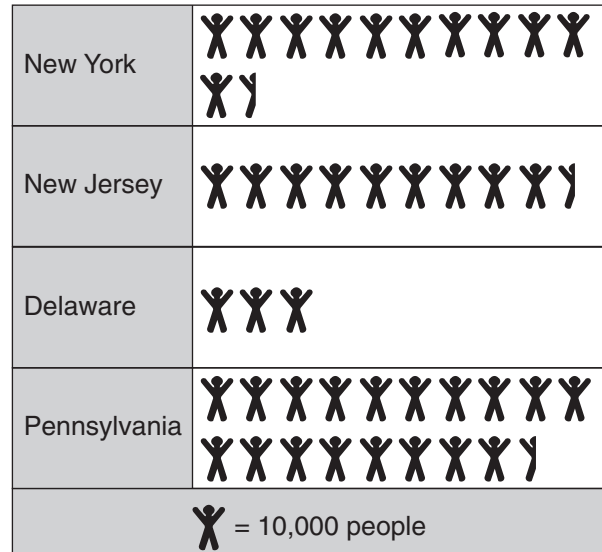 New York
New Jersey
Delaware
Pennsylvania
= 10,000 people